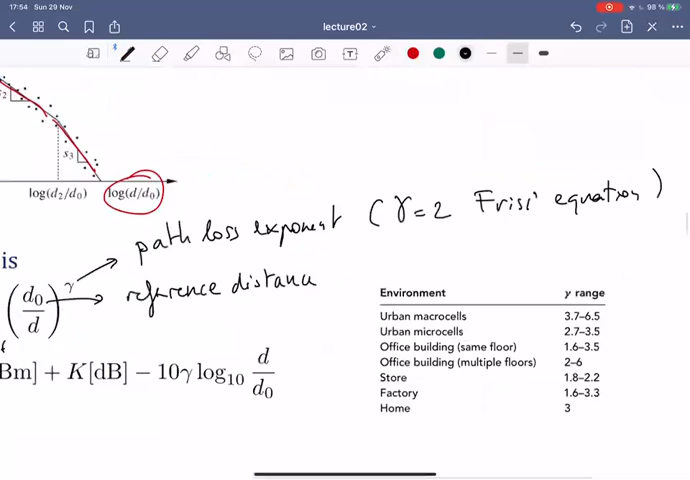 17:54 Sun 29 Nov
98 %
lecture02
s2
s3
log(d2/d0) log(d/d0)
path loss exponent (γ=2 Friis' equation)
is
(d0/d)^γ
reference distance
Bm] + K[dB] − 10γ log10 d/d0
Environment γ range
Urban macrocells 3.7–6.5
Urban microcells 2.7–3.5
Office building (same floor) 1.6–3.5
Office building (multiple floors) 2–6
Store 1.8–2.2
Factory 1.6–3.3
Home 3